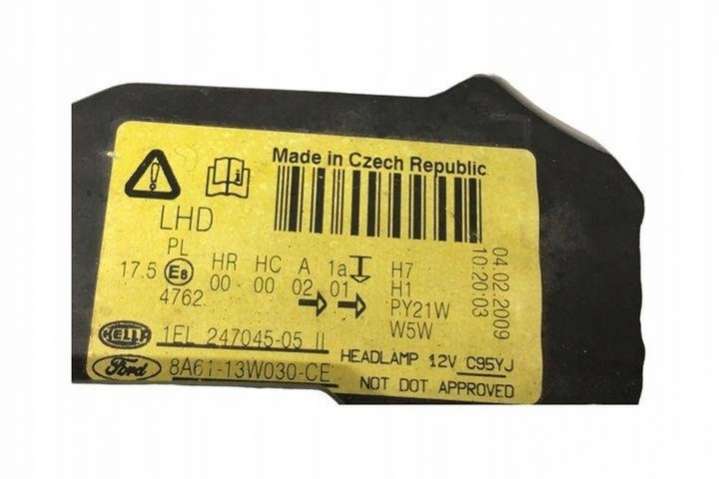 Made in Czech Republic
LHD
PL
17.5 E8
4762
HR HC A 1a
00 - 00 02 01
H7
H1
PY21W
W5W
04.02.2009
10:20:03
HELLA 1EL 247045-05 II
HEADLAMP 12V C95YJ
Ford 8A61-13W030-CE
NOT DOT APPROVED